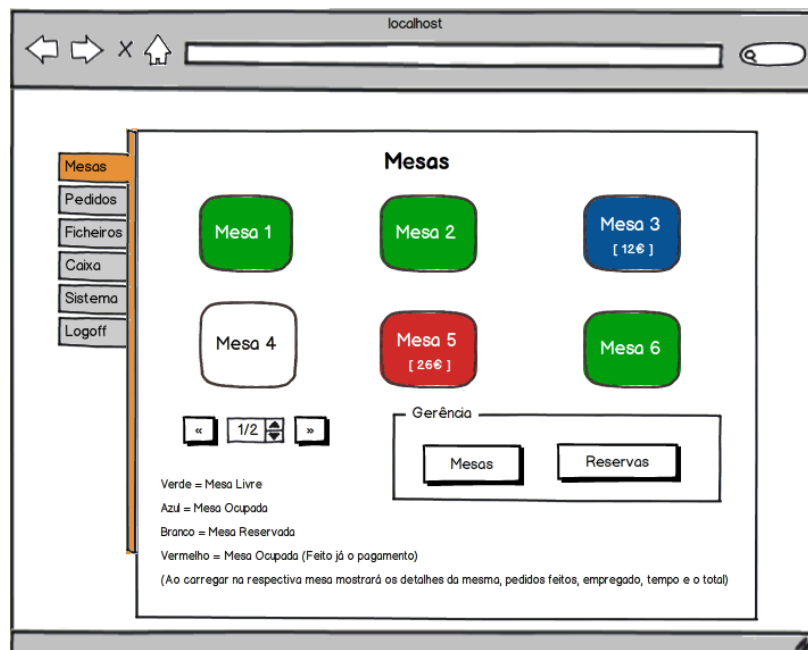 localhost
Mesas
Pedidos
Ficheiros
Caixa
Sistema
Logoff
Mesas
Mesa 1
Mesa 2
Mesa 3
[ 12€ ]
Mesa 4
Mesa 5
[ 26€ ]
Mesa 6
«
1/2
»
Gerência
Mesas
Reservas
Verde = Mesa Livre
Azul = Mesa Ocupada
Branco = Mesa Reservada
Vermelho = Mesa Ocupada (Feito já o pagamento)
(Ao carregar na respectiva mesa mostrará os detalhes da mesma, pedidos feitos, empregado, tempo e o total)